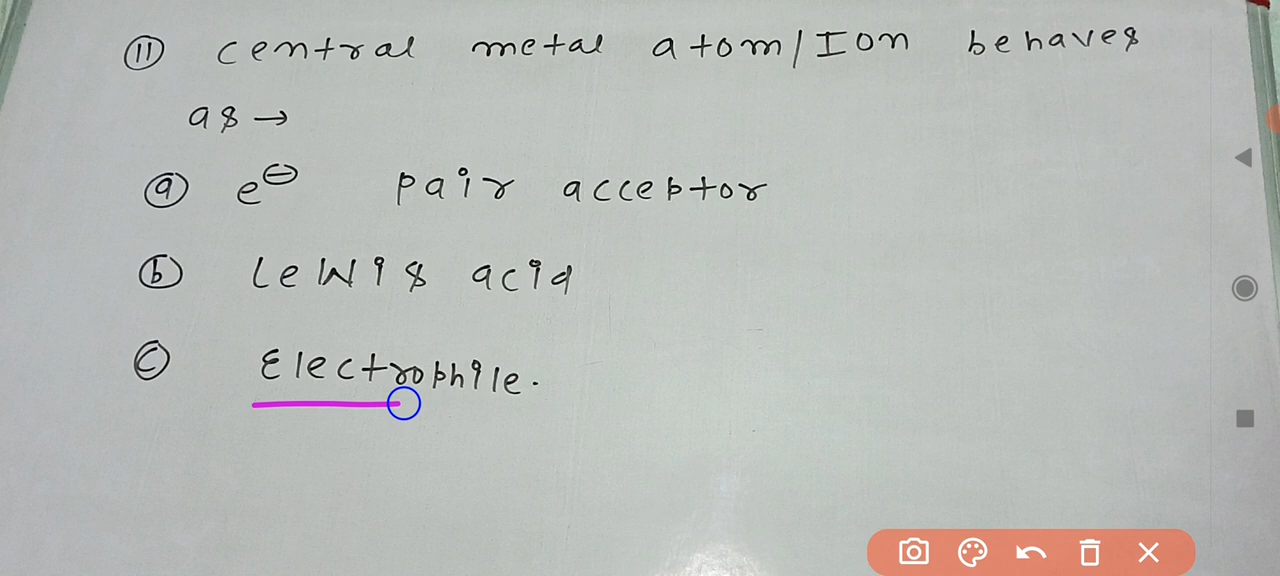 ⑪ central metal atom/Ion behaves
as →
ⓐ e⊖ pair acceptor
ⓑ Lewis acid
ⓒ Electrophile.